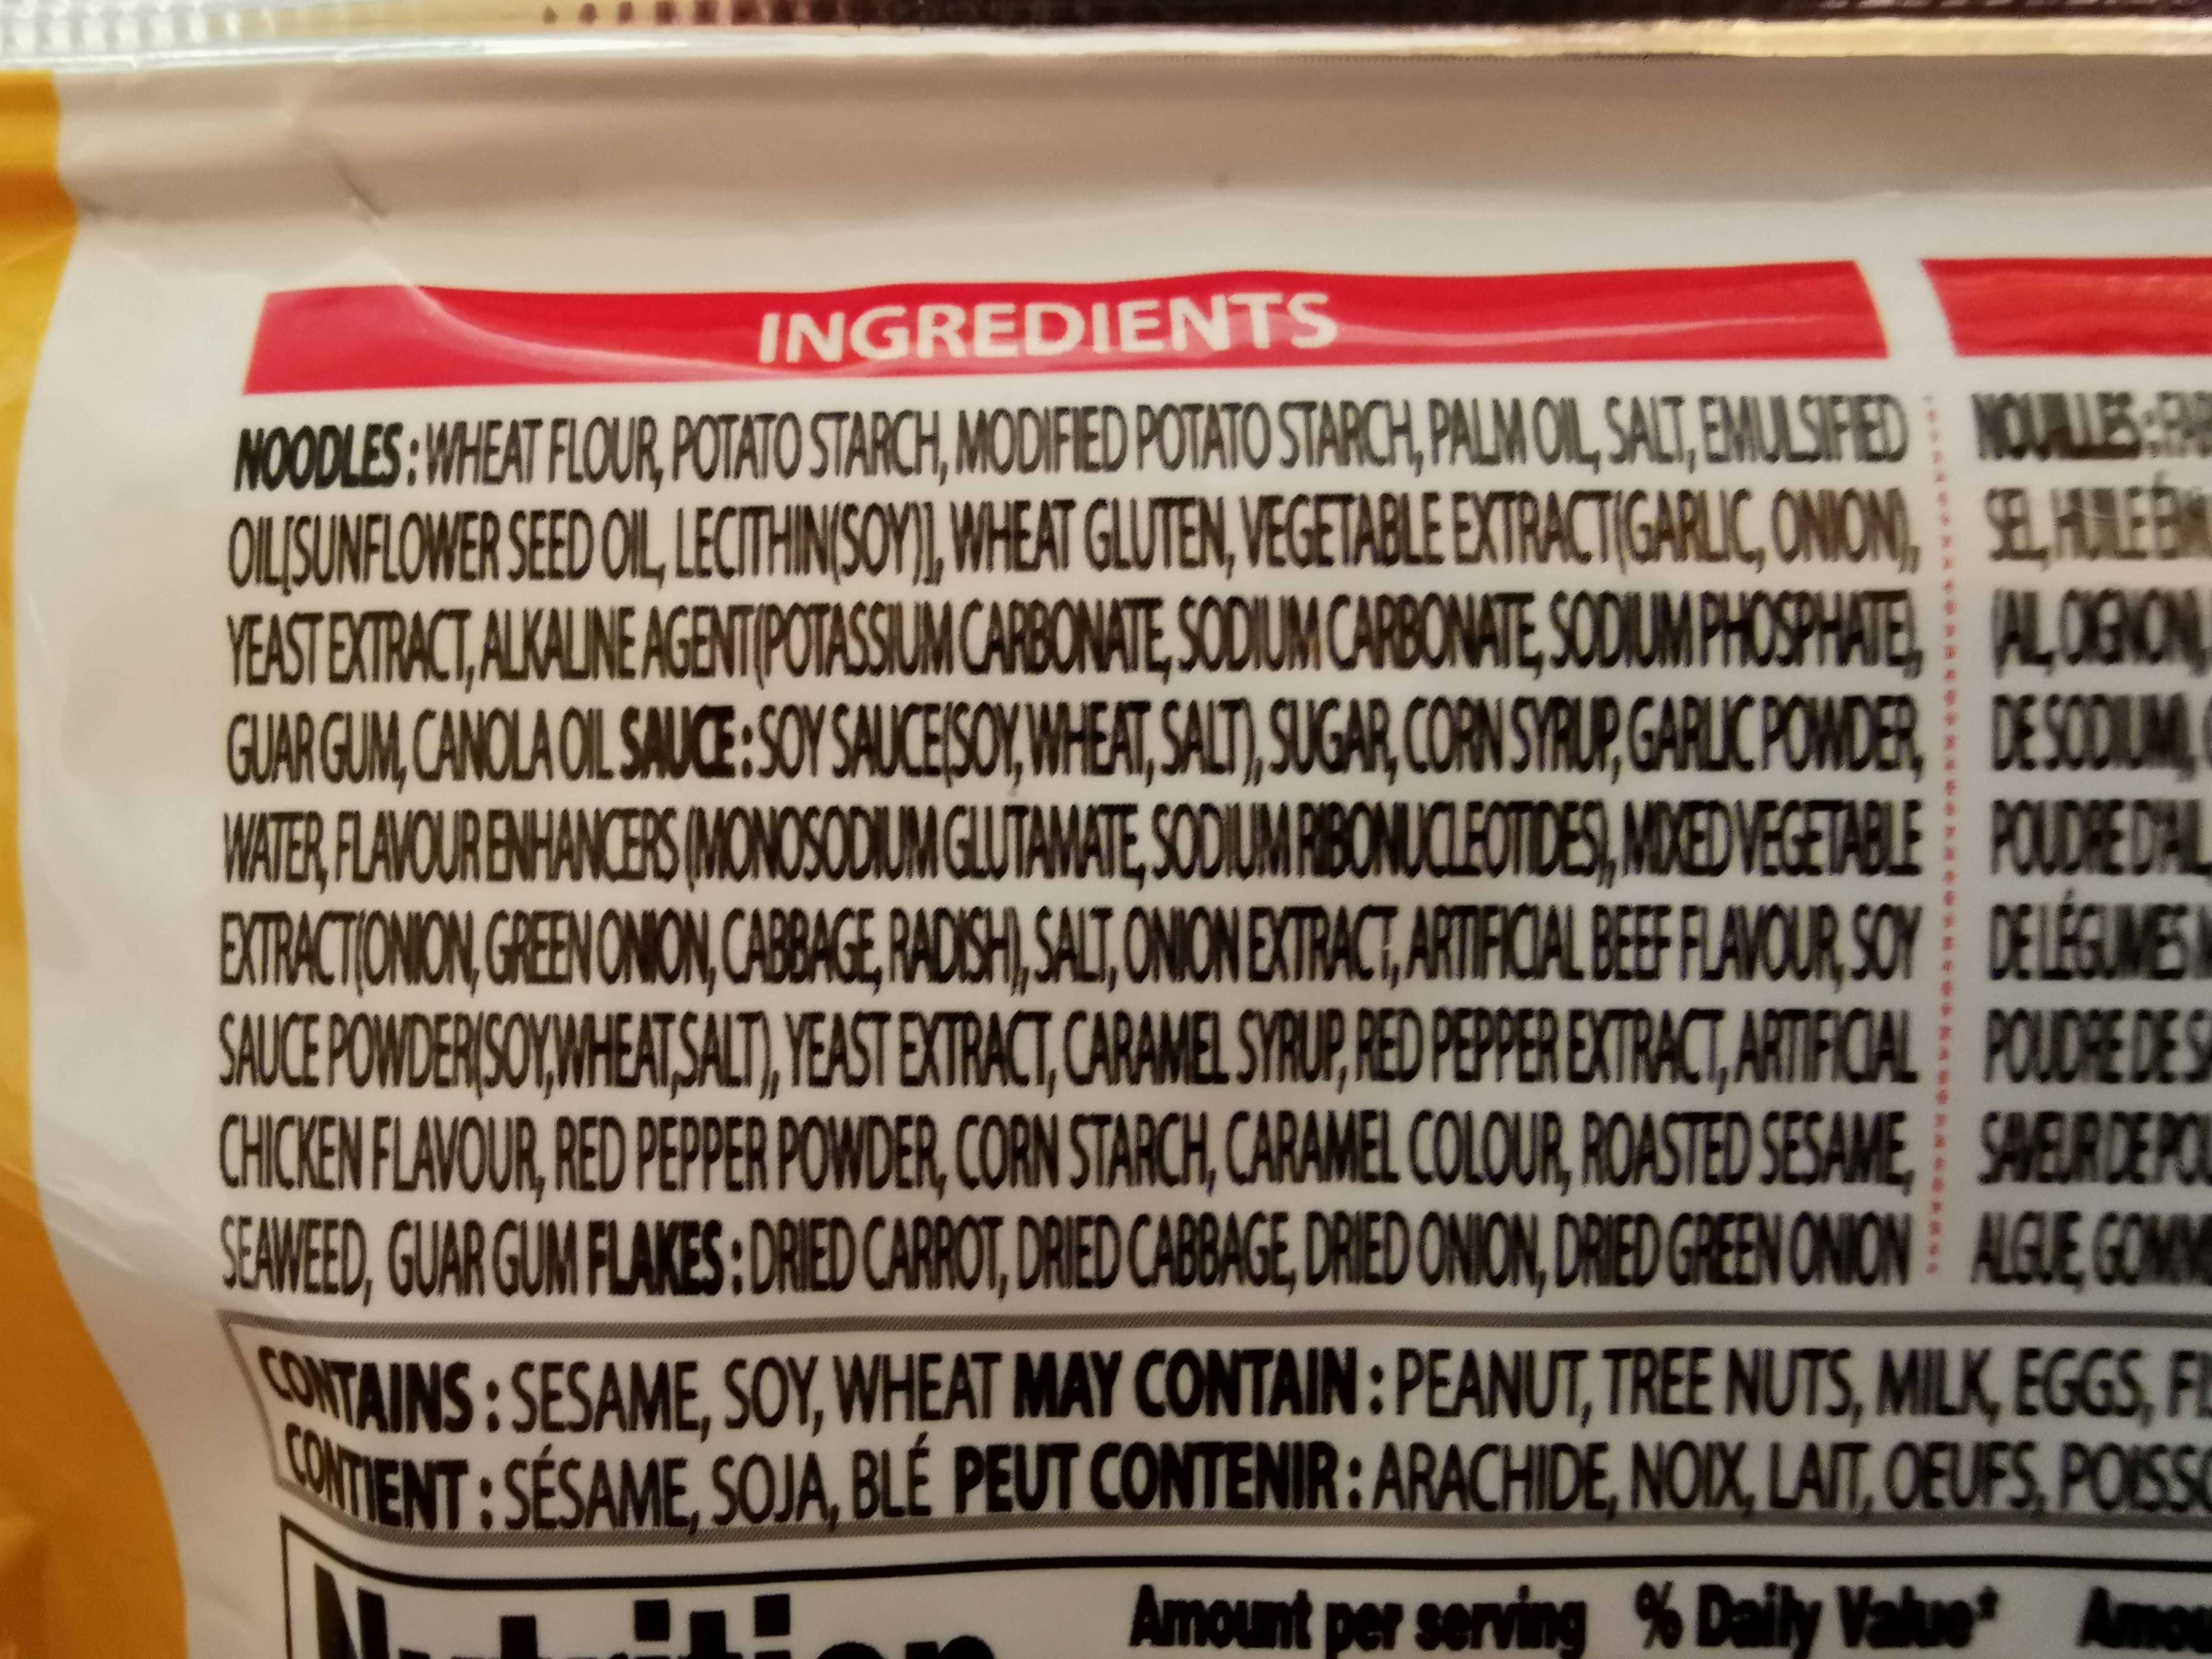 INGREDIENTS
NOODLES : WHEAT FLOUR, POTATO STARCH, MODIFIED POTATO STARCH, PALM OIL, SALT, EMULSIFIED
OIL[SUNFLOWER SEED OIL, LECITHIN(SOY)], WHEAT GLUTEN, VEGETABLE EXTRACT(GARLIC, ONION),
YEAST EXTRACT, ALKALINE AGENT(POTASSIUM CARBONATE, SODIUM CARBONATE, SODIUM PHOSPHATE),
GUAR GUM, CANOLA OIL SAUCE : SOY SAUCE(SOY, WHEAT, SALT), SUGAR, CORN SYRUP, GARLIC POWDER,
WATER, FLAVOUR ENHANCERS (MONOSODIUM GLUTAMATE, SODIUM RIBONUCLEOTIDES), MIXED VEGETABLE
EXTRACT(ONION, GREEN ONION, CABBAGE, RADISH), SALT, ONION EXTRACT, ARTIFICIAL BEEF FLAVOUR, SOY
SAUCE POWDER(SOY,WHEAT,SALT), YEAST EXTRACT, CARAMEL SYRUP, RED PEPPER EXTRACT, ARTIFICIAL
CHICKEN FLAVOUR, RED PEPPER POWDER, CORN STARCH, CARAMEL COLOUR, ROASTED SESAME,
SEAWEED, GUAR GUM FLAKES : DRIED CARROT, DRIED CABBAGE, DRIED ONION, DRIED GREEN ONION
NOUILLES :
SEL, HUILE
(AIL, OIGNON),
DE SODIUM),
POUDRE D'AIL,
DE LÉGUMES
POUDRE DE
SAVEUR DE
ALGUE,
CONTAINS : SESAME, SOY, WHEAT MAY CONTAIN : PEANUT, TREE NUTS, MILK, EGGS,
CONTIENT : SÉSAME, SOJA, BLÉ PEUT CONTENIR : ARACHIDE, NOIX, LAIT, OEUFS,
Nutrition
Amount per serving % Daily Value*